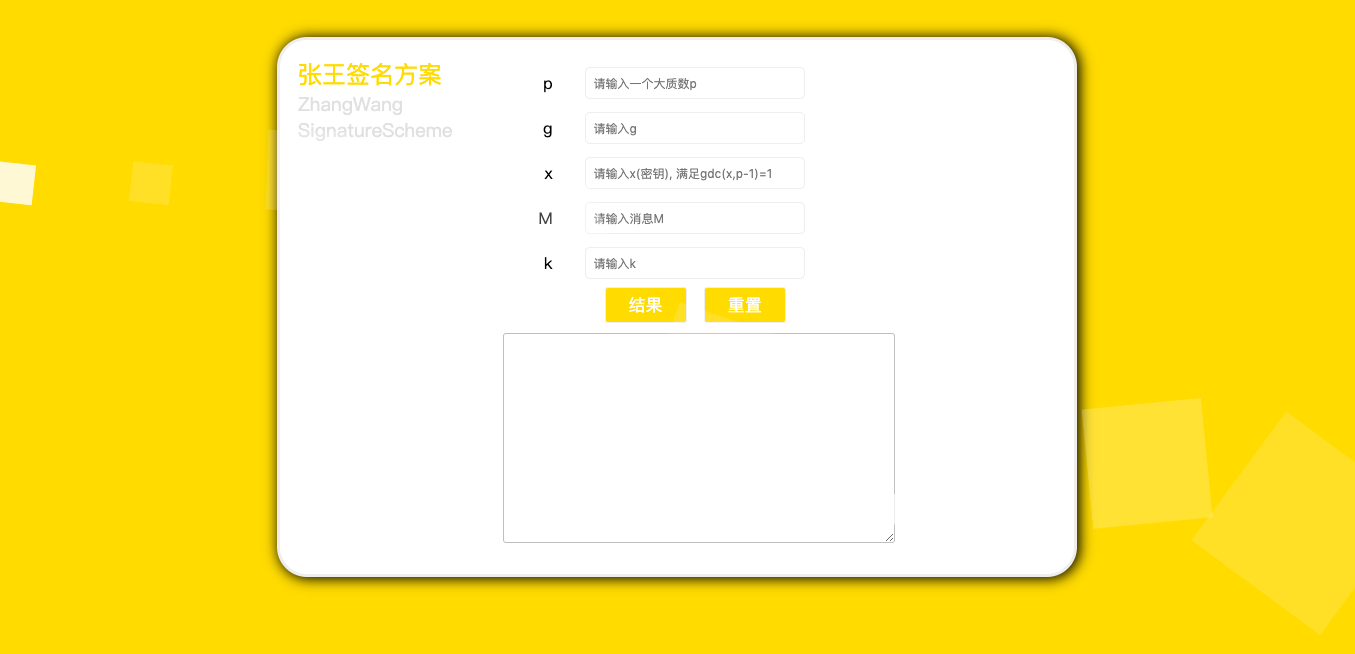 张王签名方案
ZhangWang
SignatureScheme
p 请输入一个大质数p
g 请输入g
x 请输入x(密钥), 满足gdc(x,p-1)=1
M 请输入消息M
k 请输入k
结果 重置